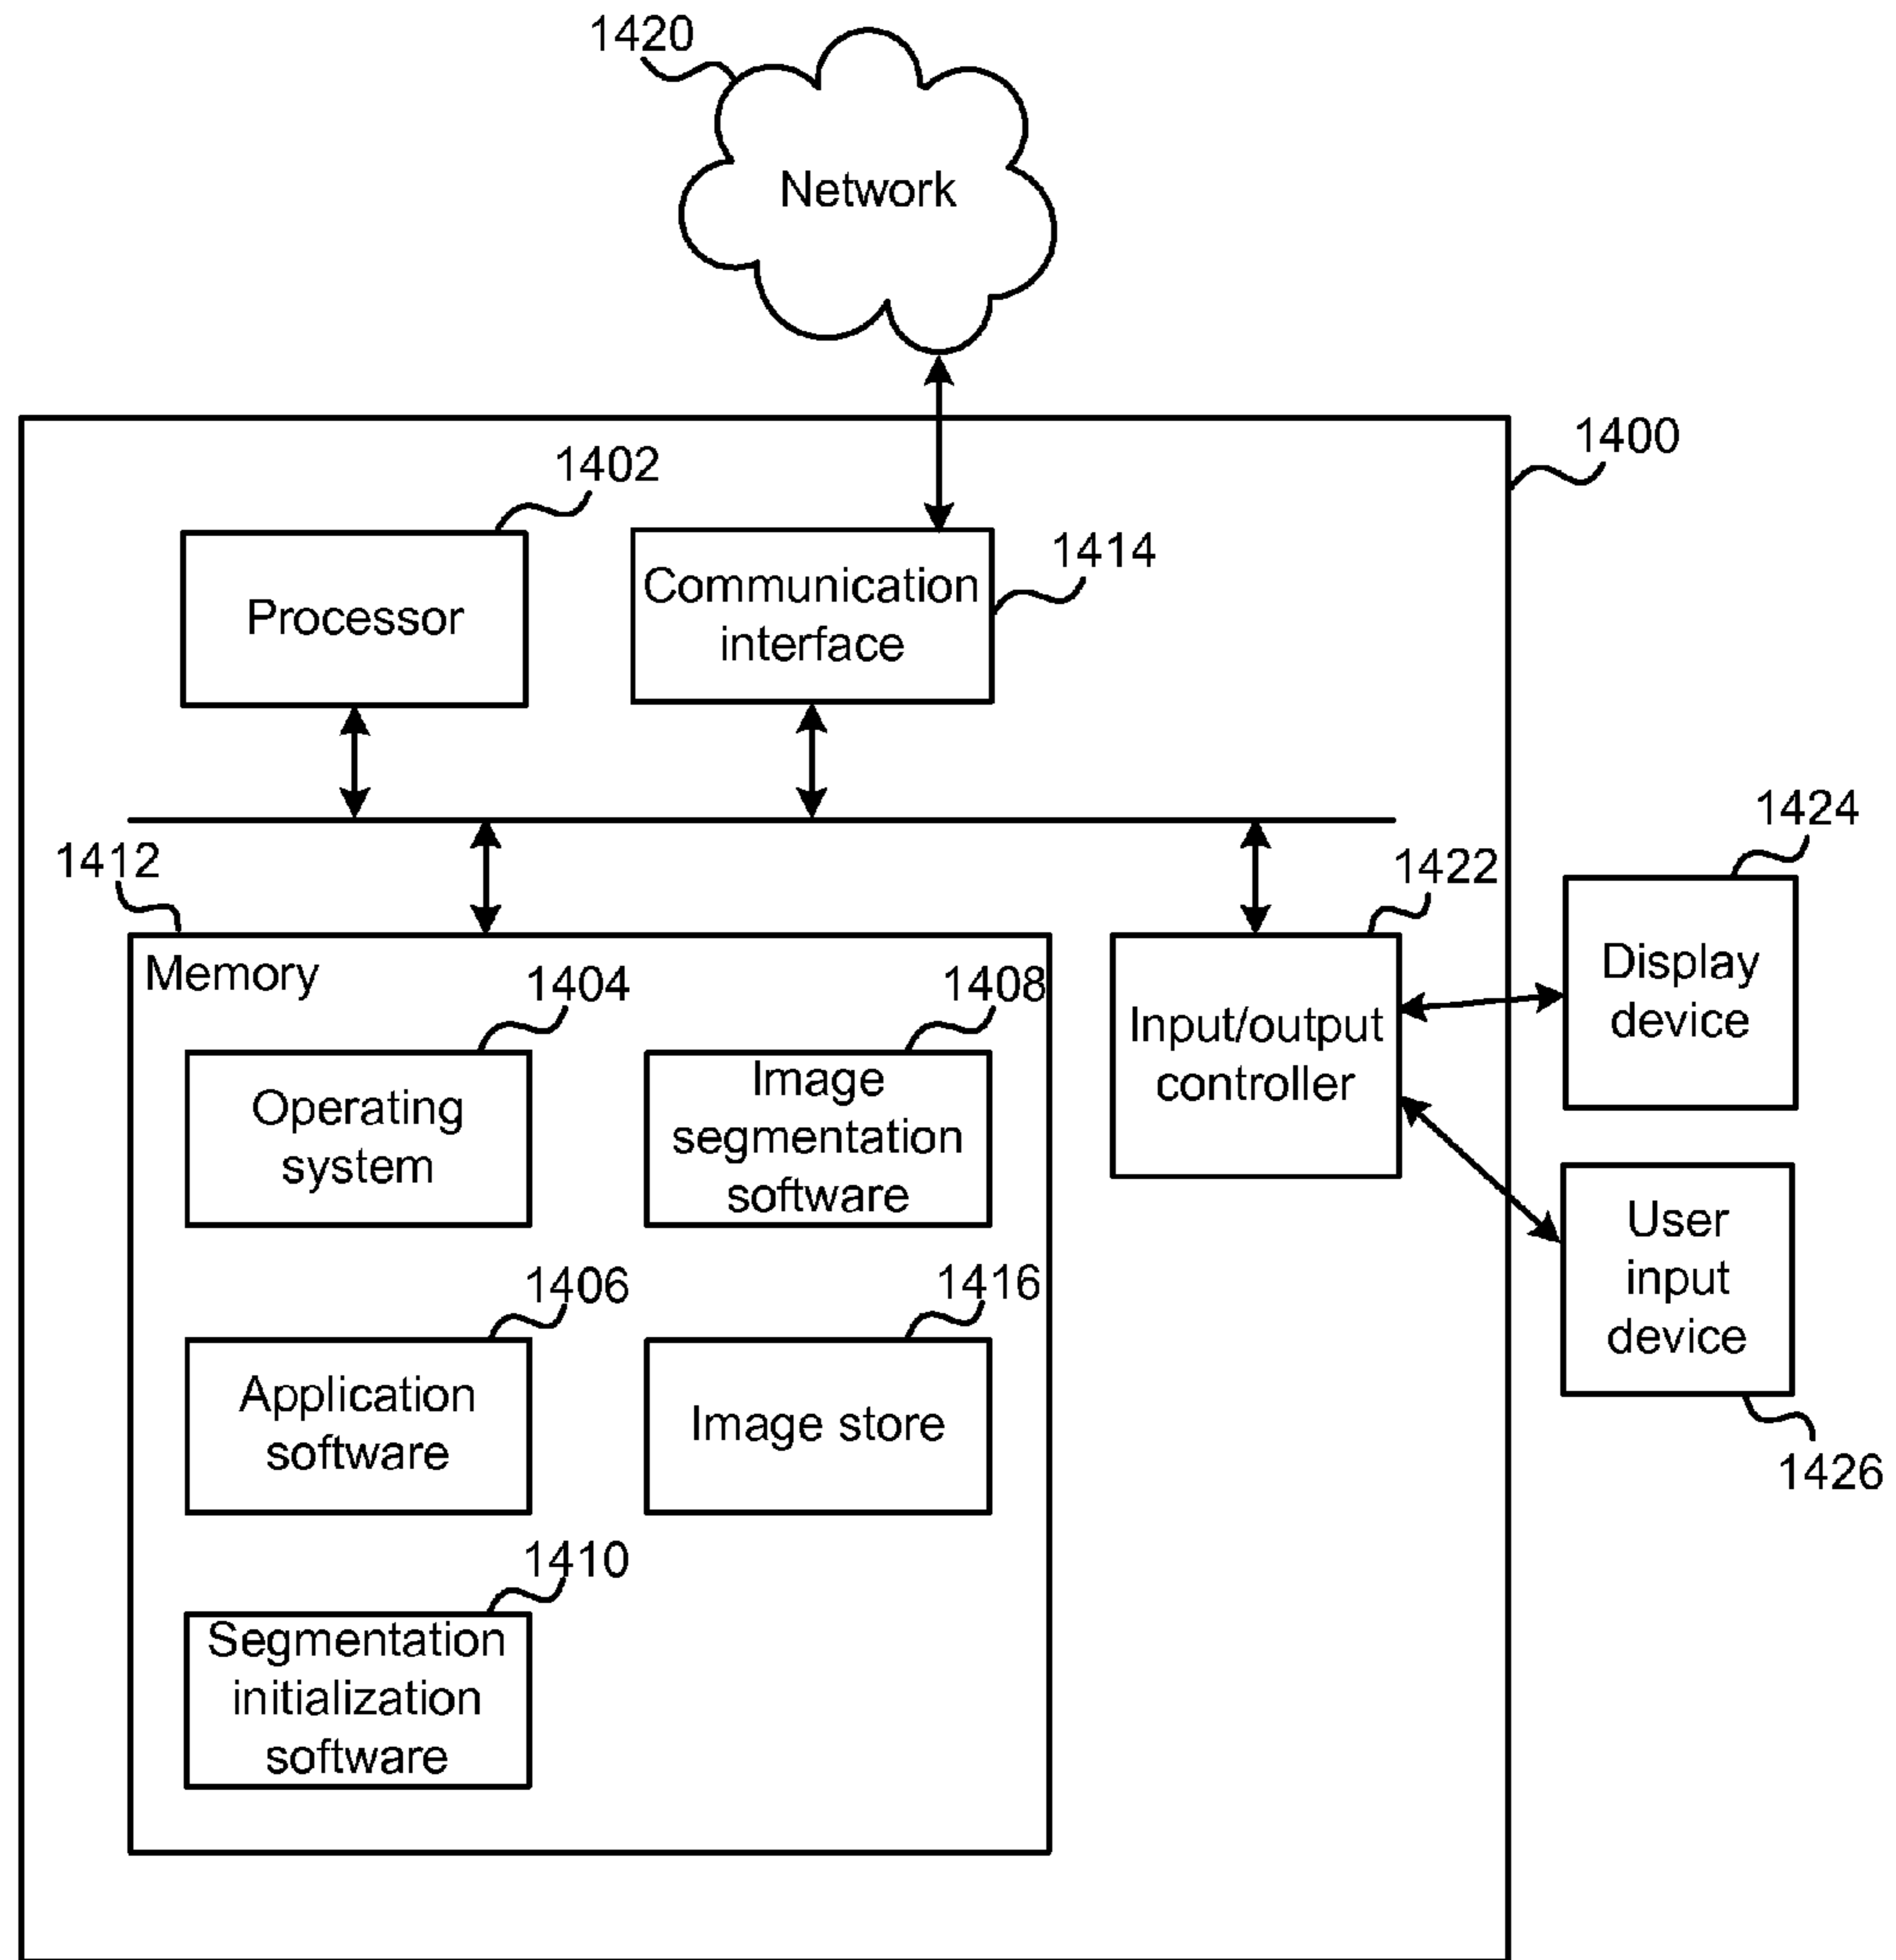 1420
Network
1400
1402
Processor
1414
Communication
interface
1412
Memory
1404
Operating
system
1408
Image
segmentation
software
1406
Application
software
1416
Image store
1410
Segmentation
initialization
software
1422
Input/output
controller
1424
Display
device
User
input
device
1426